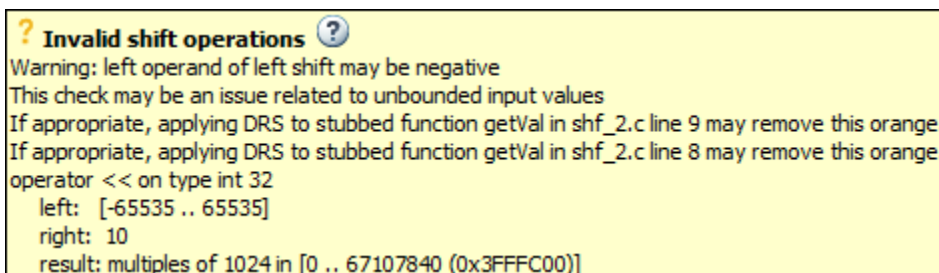 ? Invalid shift operations ?
Warning: left operand of left shift may be negative
This check may be an issue related to unbounded input values
If appropriate, applying DRS to stubbed function getVal in shf_2.c line 9 may remove this orange
If appropriate, applying DRS to stubbed function getVal in shf_2.c line 8 may remove this orange
operator << on type int 32
left: [-65535 .. 65535]
right: 10
result: multiples of 1024 in [0 .. 67107840 (0x3FFFC00)]